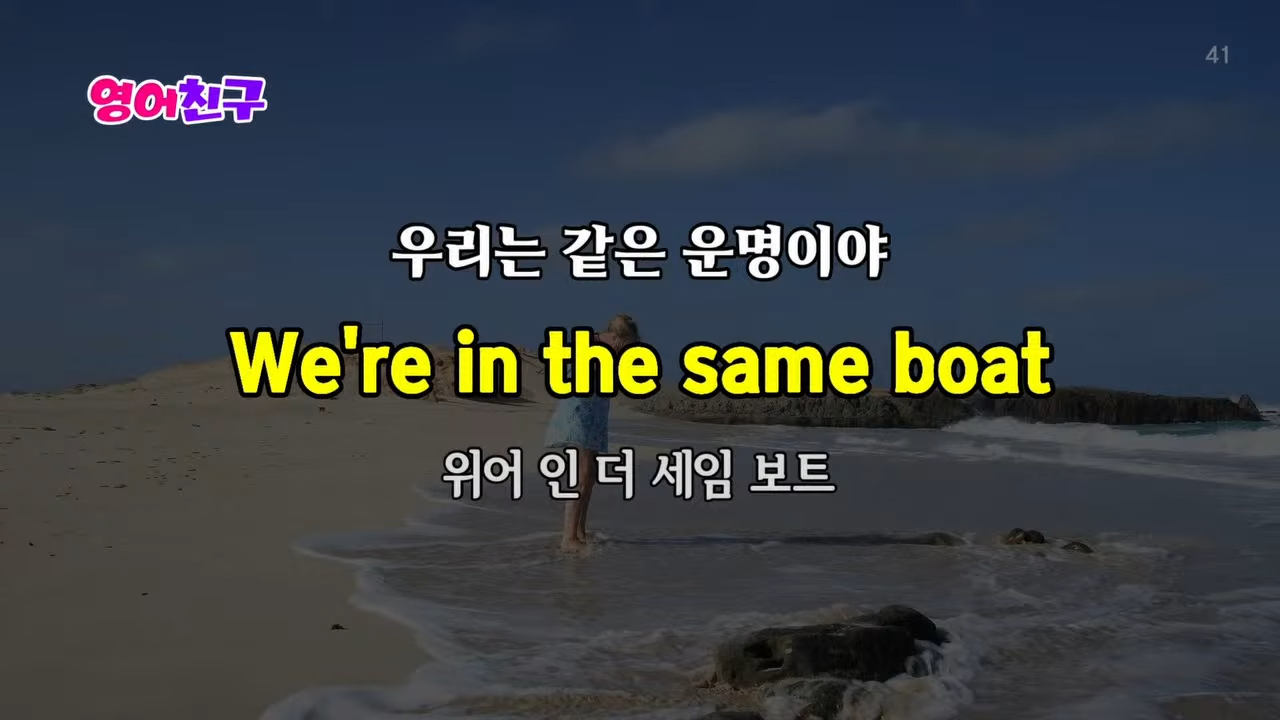 41
영어친구
우리는 같은 운명이야
We're in the same boat
위어 인 더 세임 보트